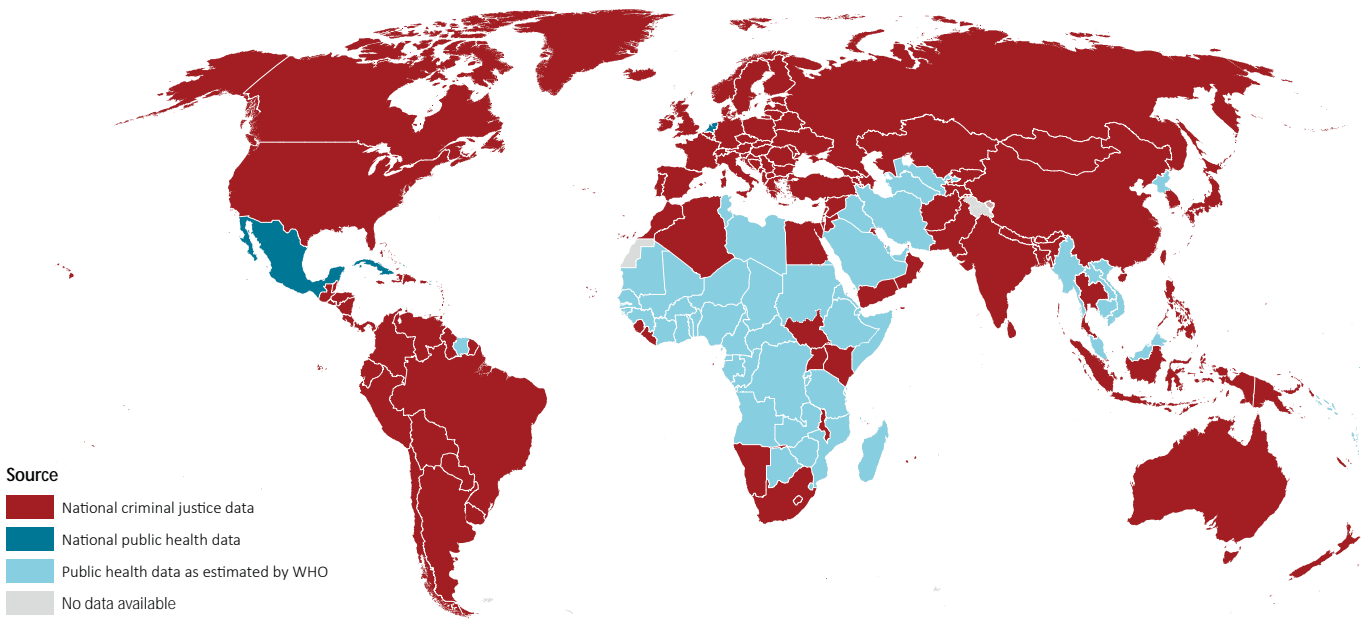 Source
National criminal justice data
National public health data
Public health data as estimated by WHO
No data available